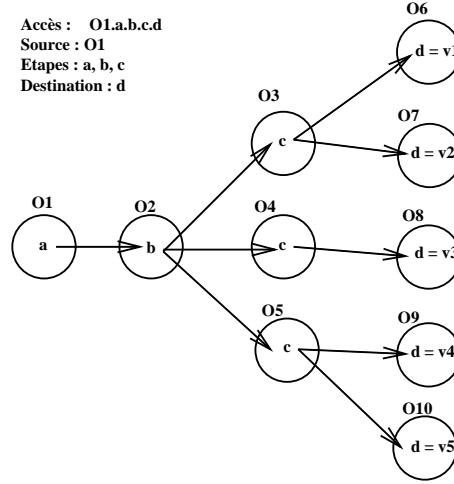 Accès : O1.a.b.c.d
Source : O1
Etapes : a, b, c
Destination : d
O6
d = v1
O3
c
O7
d = v2
O1
a
O2
b
O4
c
O8
d = v3
O5
c
O9
d = v4
O10
d = v5